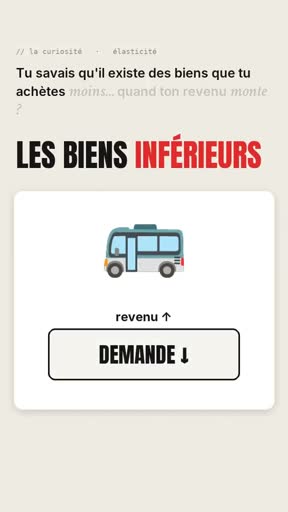 // la curiosité · élasticité
Tu savais qu'il existe des biens que tu
achètes moins... quand ton revenu monte
?
LES BIENS INFÉRIEURS
revenu ↑
DEMANDE ↓